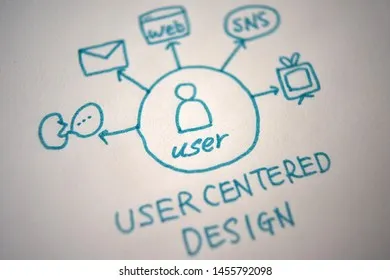 web
SNS
user
USER CENTERED
DESIGN
shutterstock.com • 1455792098